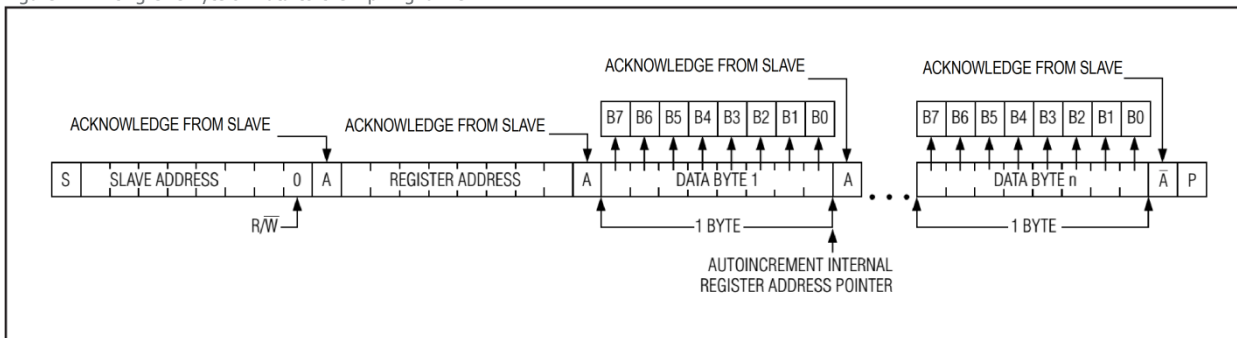 ACKNOWLEDGE FROM SLAVE
ACKNOWLEDGE FROM SLAVE
B7 B6 B5 B4 B3 B2 B1 B0
B7 B6 B5 B4 B3 B2 B1 B0
ACKNOWLEDGE FROM SLAVE
ACKNOWLEDGE FROM SLAVE
S SLAVE ADDRESS 0 A REGISTER ADDRESS A DATA BYTE 1 A • • • DATA BYTE n A̅ P
R/W̅
1 BYTE
1 BYTE
AUTOINCREMENT INTERNAL
REGISTER ADDRESS POINTER